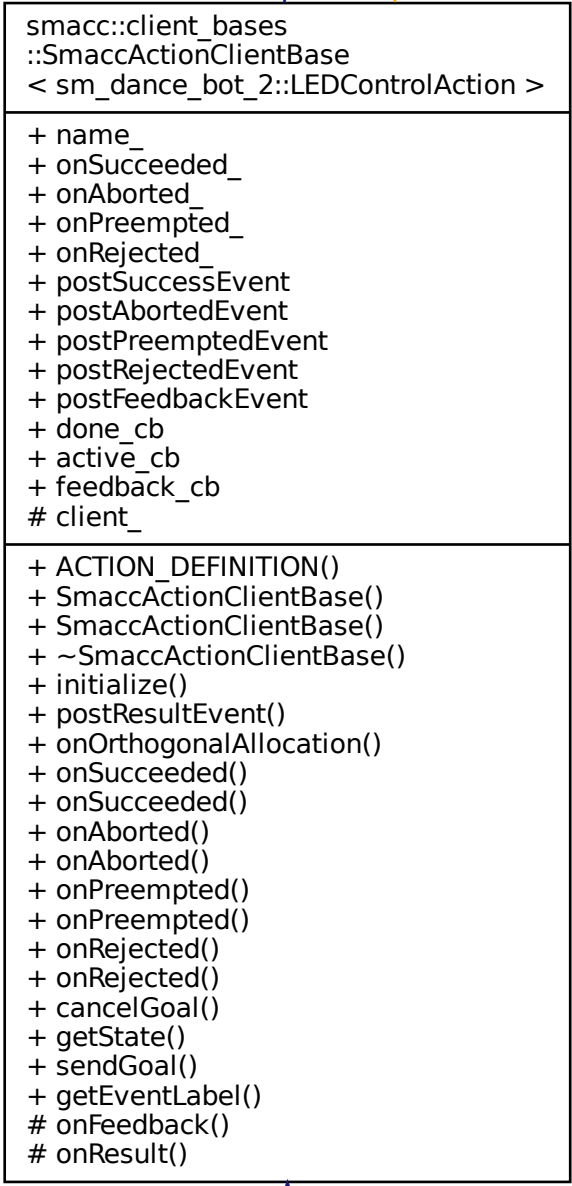 smacc::client_bases
::SmaccActionClientBase
< sm_dance_bot_2::LEDControlAction >
+ name_
+ onSucceeded_
+ onAborted_
+ onPreempted_
+ onRejected_
+ postSuccessEvent
+ postAbortedEvent
+ postPreemptedEvent
+ postRejectedEvent
+ postFeedbackEvent
+ done_cb
+ active_cb
+ feedback_cb
# client_
+ ACTION_DEFINITION()
+ SmaccActionClientBase()
+ SmaccActionClientBase()
+ ~SmaccActionClientBase()
+ initialize()
+ postResultEvent()
+ onOrthogonalAllocation()
+ onSucceeded()
+ onSucceeded()
+ onAborted()
+ onAborted()
+ onPreempted()
+ onPreempted()
+ onRejected()
+ onRejected()
+ cancelGoal()
+ getState()
+ sendGoal()
+ getEventLabel()
# onFeedback()
# onResult()